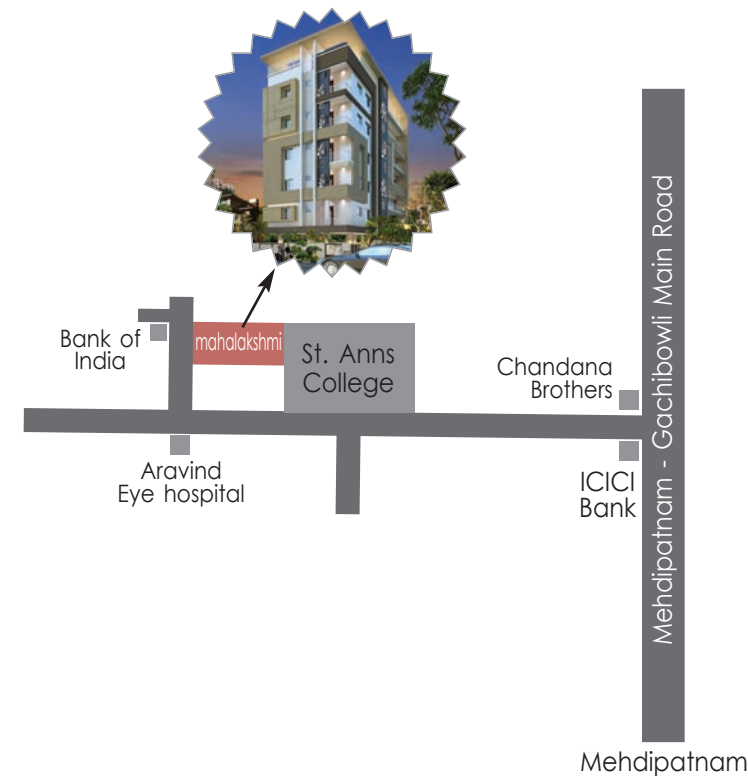 Bank of
India
mahalakshmi
St. Anns
College
Chandana
Brothers
Mehdipatnam - Gachibowli Main Road
Aravind
Eye hospital
ICICI
Bank
Mehdipatnam